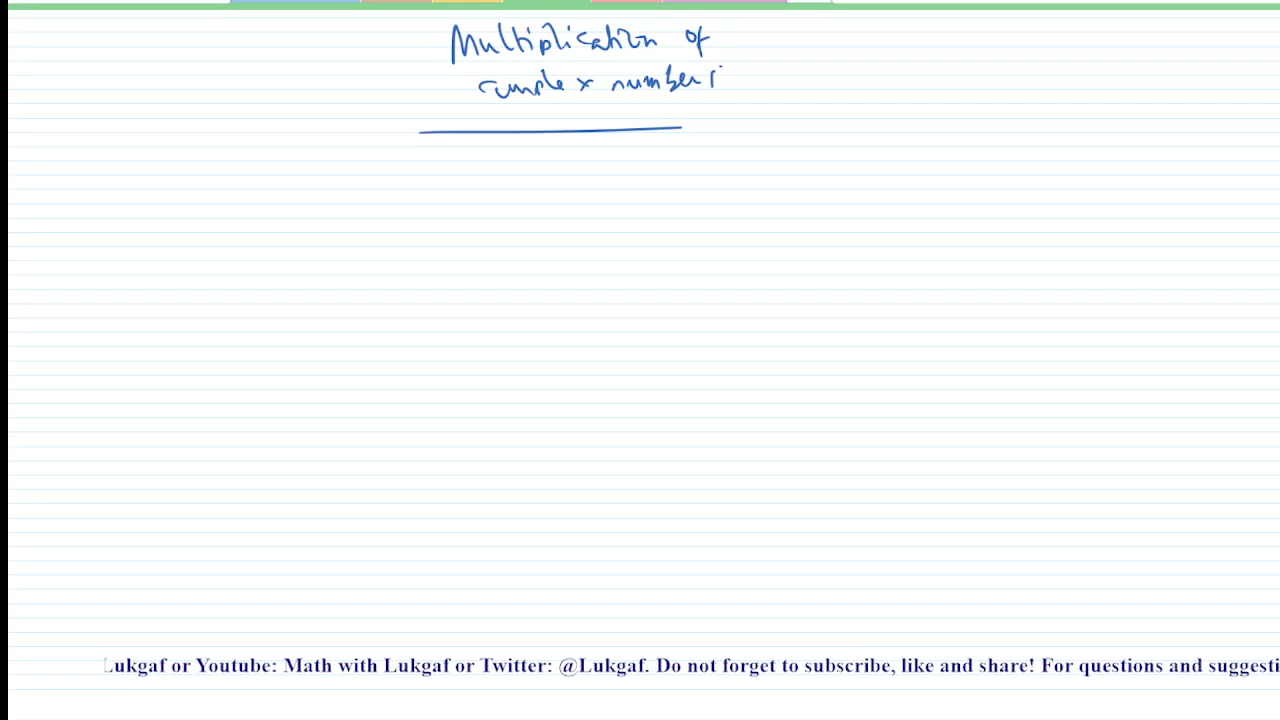 Multiplication of
complex numbers
Lukgaf or Youtube: Math with Lukgaf or Twitter: @Lukgaf. Do not forget to subscribe, like and share! For questions and suggesti